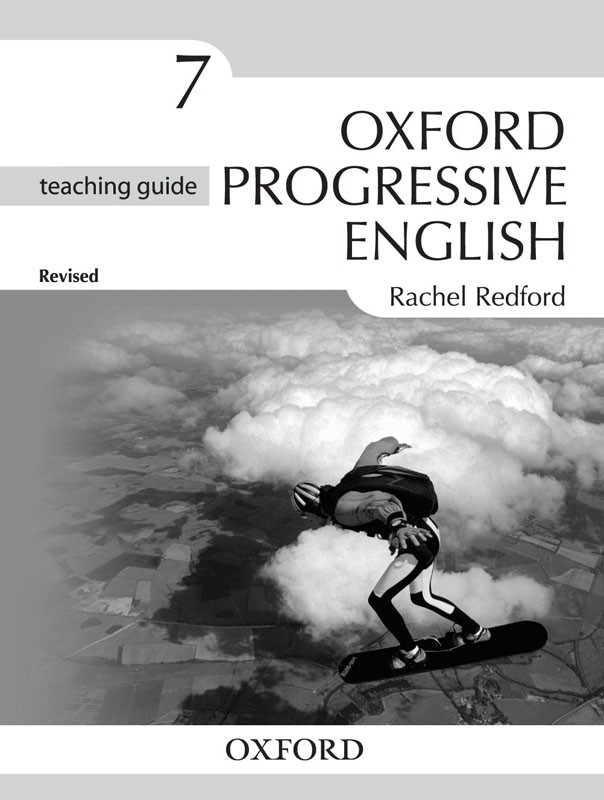 7
OXFORD
teaching guide PROGRESSIVE
ENGLISH
Revised
Rachel Redford
OXFORD